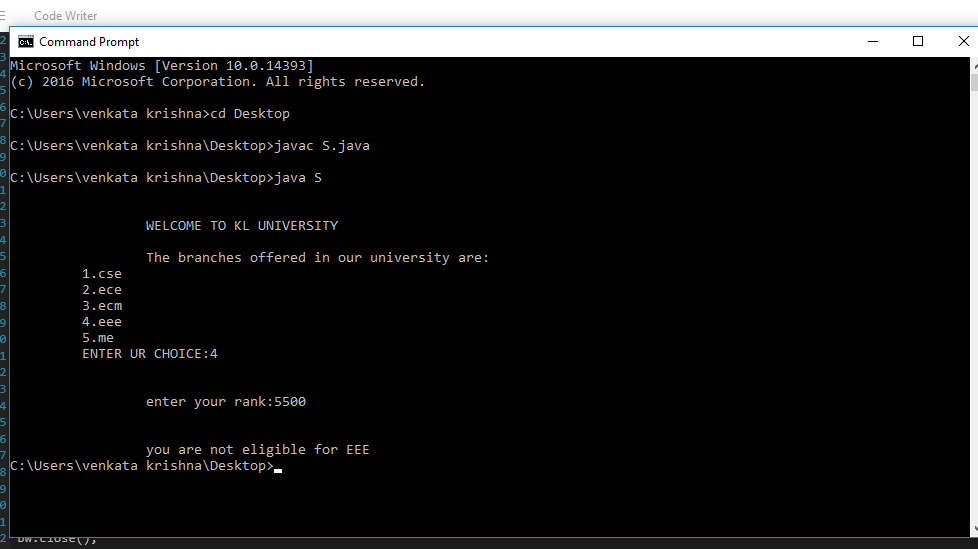 Code Writer
Command Prompt
Microsoft Windows [Version 10.0.14393]
(c) 2016 Microsoft Corporation. All rights reserved.
C:\Users\venkata krishna>cd Desktop
C:\Users\venkata krishna\Desktop>javac S.java
C:\Users\venkata krishna\Desktop>java S
WELCOME TO KL UNIVERSITY
The branches offered in our university are:
1.cse
2.ece
3.ecm
4.eee
5.me
ENTER UR CHOICE:4
enter your rank:5500
you are not eligible for EEE
C:\Users\venkata krishna\Desktop>